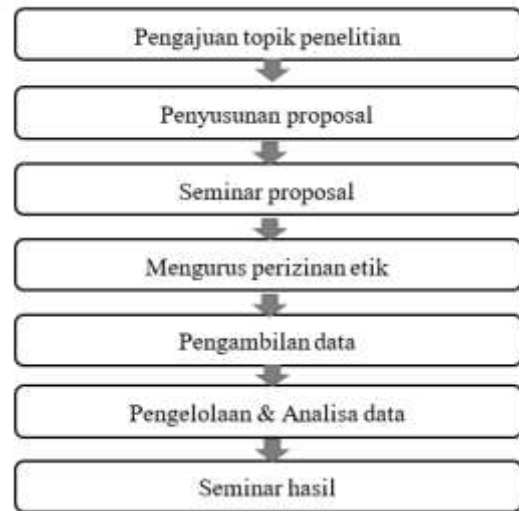 Pengajuan topik penelitian
Penyusunan proposal
Seminar proposal
Mengurus perizinan etik
Pengambilan data
Pengelolaan & Analisa data
Seminar hasil